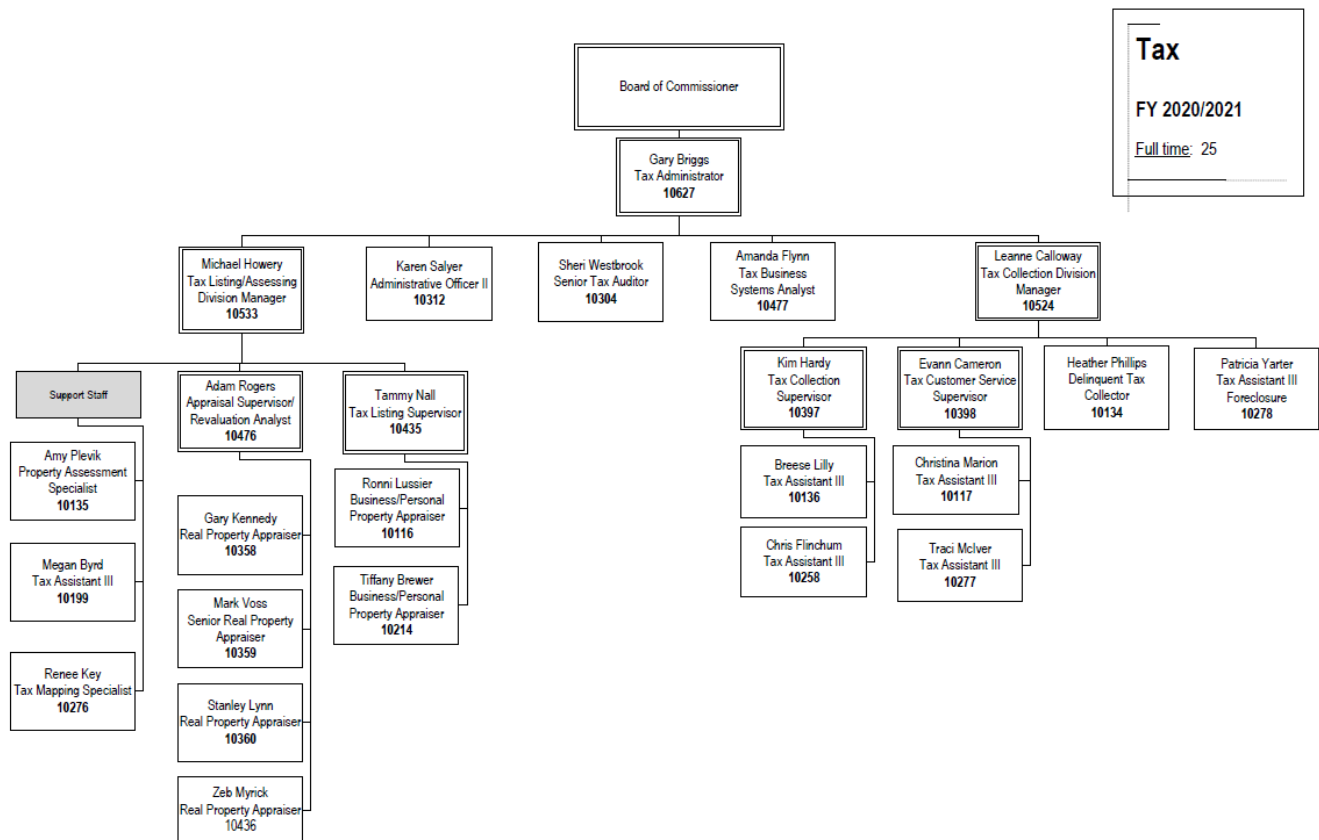 Tax
FY 2020/2021
Full time: 25
Board of Commissioner
Gary Briggs
Tax Administrator
10627
Michael Howery
Tax Listing/Assessing
Division Manager
10533
Karen Salyer
Administrative Officer II
10312
Sheri Westbrook
Senior Tax Auditor
10304
Amanda Flynn
Tax Business
Systems Analyst
10477
Leanne Calloway
Tax Collection Division
Manager
10524
Support Staff
Adam Rogers
Appraisal Supervisor/
Revaluation Analyst
10476
Tammy Nall
Tax Listing Supervisor
10435
Kim Hardy
Tax Collection
Supervisor
10397
Evann Cameron
Tax Customer Service
Supervisor
10398
Heather Phillips
Delinquent Tax
Collector
10134
Patricia Yarter
Tax Assistant III
Foreclosure
10278
Amy Plevik
Property Assessment
Specialist
10135
Megan Byrd
Tax Assistant III
10199
Renee Key
Tax Mapping Specialist
10276
Gary Kennedy
Real Property Appraiser
10358
Mark Voss
Senior Real Property
Appraiser
10359
Stanley Lynn
Real Property Appraiser
10360
Zeb Myrick
Real Property Appraiser
10436
Ronni Lussier
Business/Personal
Property Appraiser
10116
Tiffany Brewer
Business/Personal
Property Appraiser
10214
Breese Lilly
Tax Assistant III
10136
Chris Flinchum
Tax Assistant III
10258
Christina Marion
Tax Assistant III
10117
Traci McIver
Tax Assistant III
10277